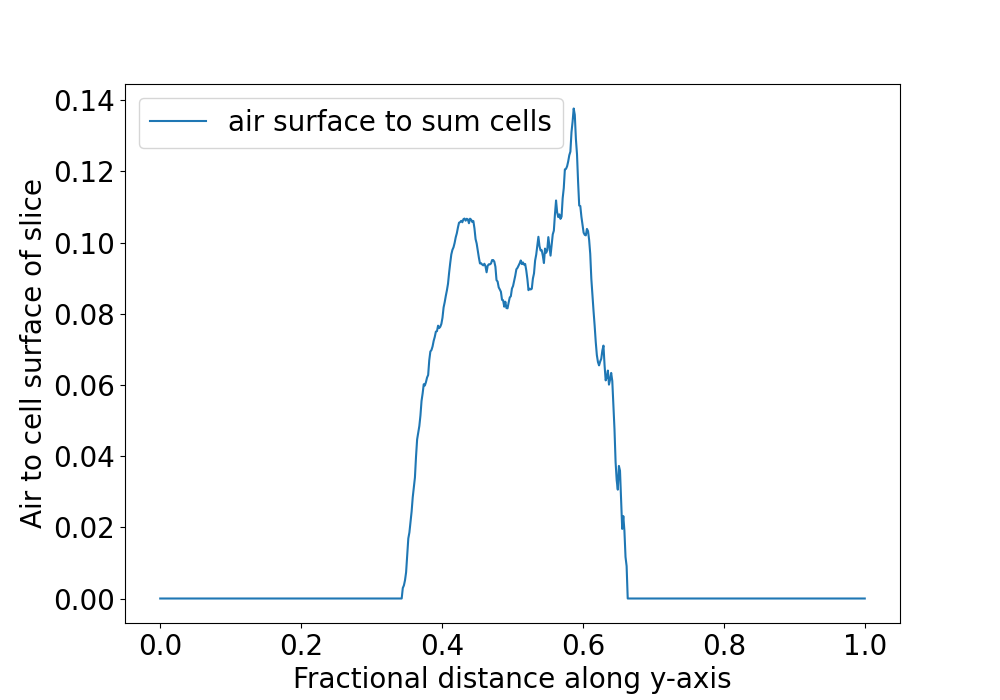 air surface to sum cells
Air to cell surface of slice
0.14
0.12
0.10
0.08
0.06
0.04
0.02
0.00
0.0 0.2 0.4 0.6 0.8 1.0
Fractional distance along y-axis